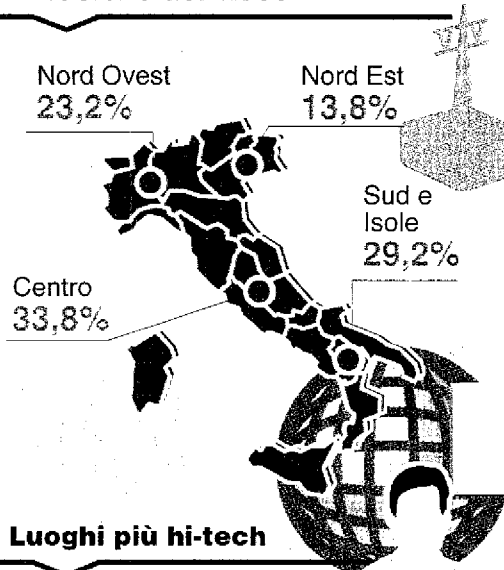 Nord Ovest
23,2%
Nord Est
13,8%
Sud e
Isole
29,2%
Centro
33,8%
Luoghi più hi-tech